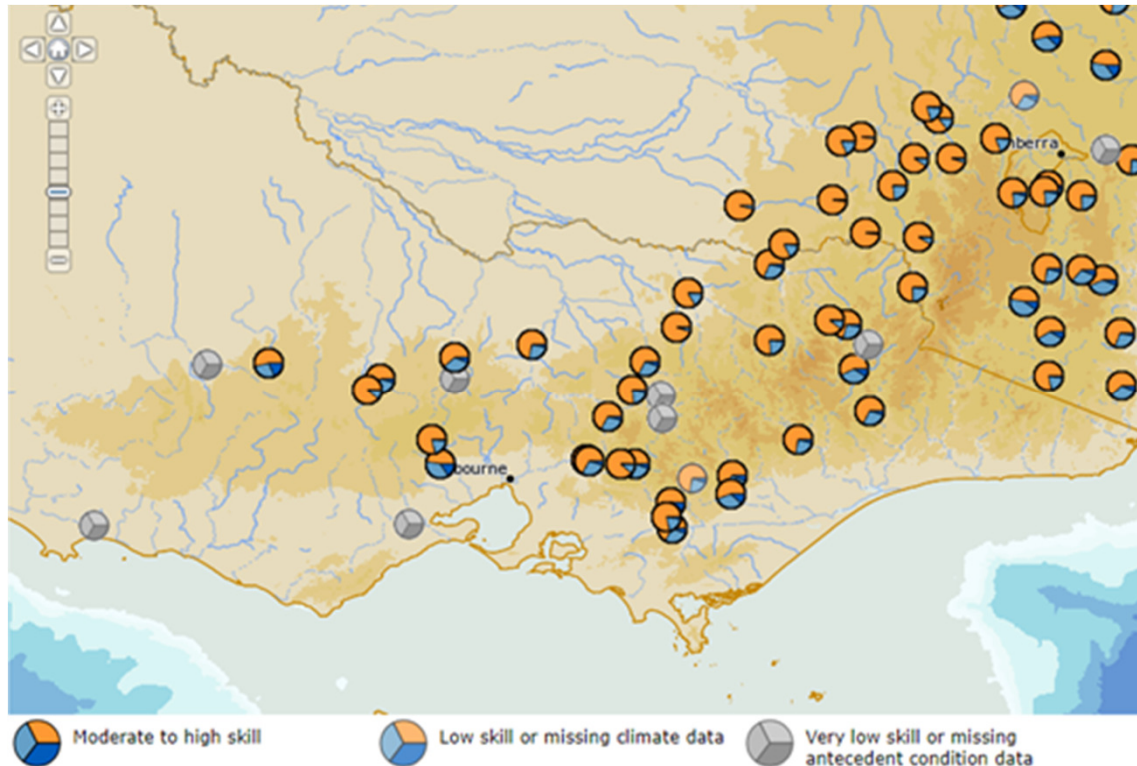 nberra
bourne
Moderate to high skill
Low skill or missing climate data
Very low skill or missing
antecedent condition data